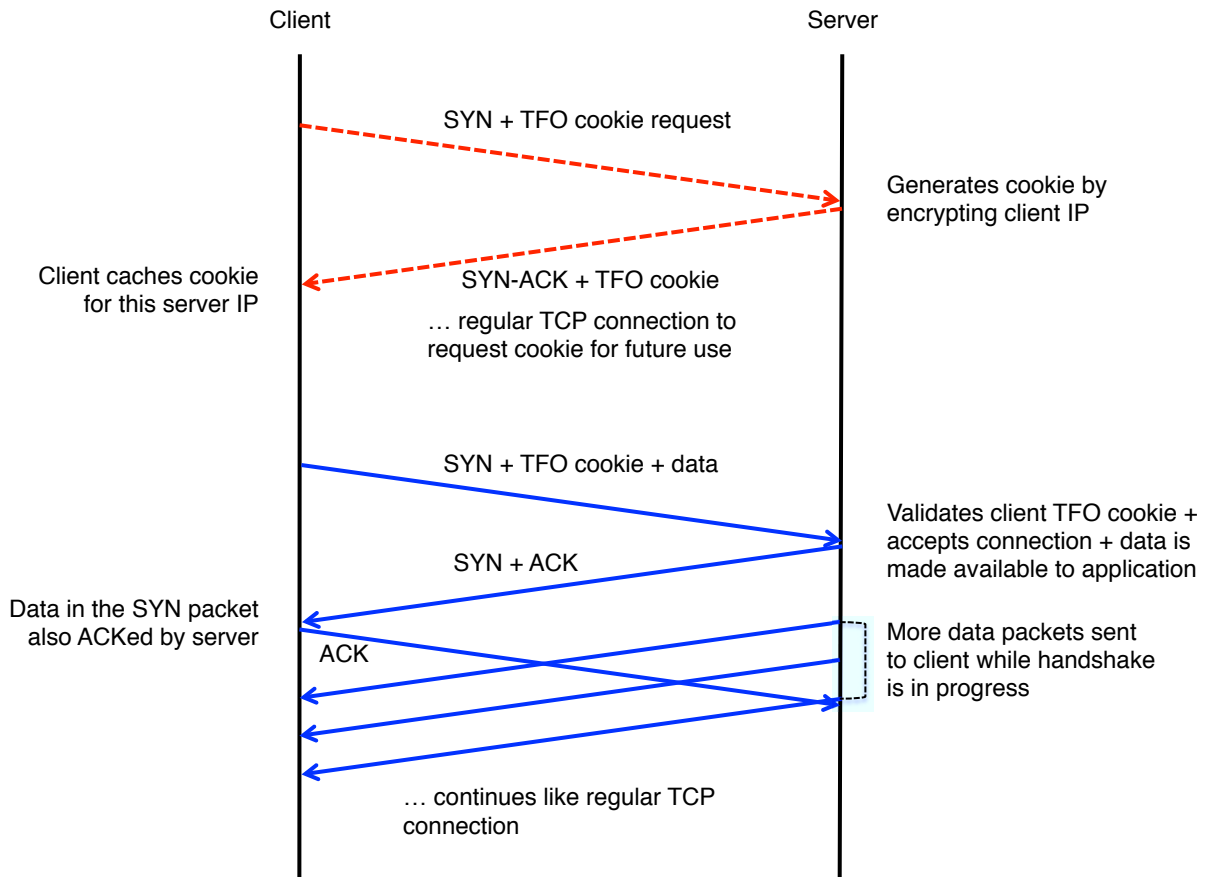 Client
Server
SYN + TFO cookie request
Generates cookie by
encrypting client IP
Client caches cookie
for this server IP
SYN-ACK + TFO cookie
… regular TCP connection to
request cookie for future use
SYN + TFO cookie + data
Validates client TFO cookie +
accepts connection + data is
made available to application
SYN + ACK
Data in the SYN packet
also ACKed by server
ACK
More data packets sent
to client while handshake
is in progress
… continues like regular TCP
connection